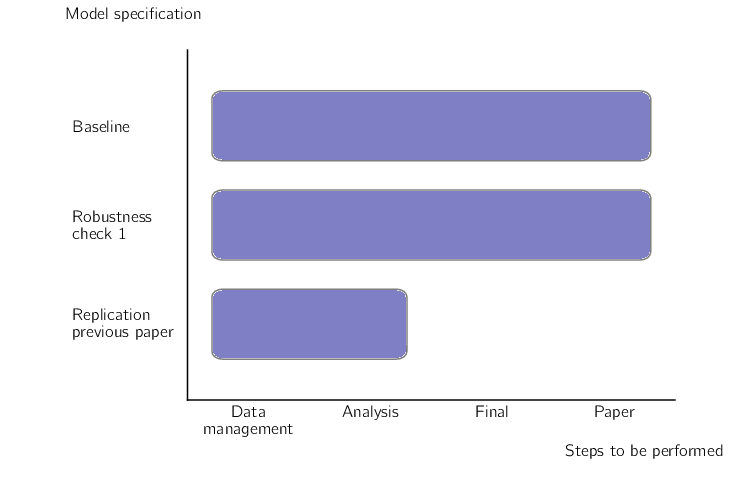 Model specification
Baseline
Robustness
check 1
Replication
previous paper
Data
management
Analysis
Final
Paper
Steps to be performed